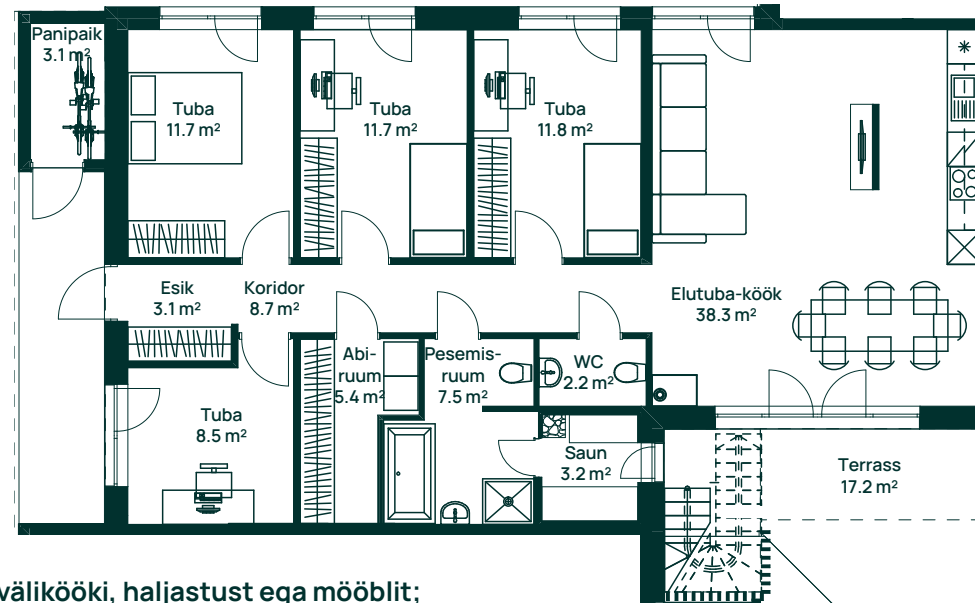 Panipaik
3.1 m²
Tuba
11.7 m²
Tuba
11.7 m²
Tuba
11.8 m²
Esik
3.1 m²
Koridor
8.7 m²
Elutuba-köök
38.3 m²
Abi-
ruum
5.4 m²
Pesemis-
ruum
7.5 m²
WC
2.2 m²
Tuba
8.5 m²
Saun
3.2 m²
Terrass
17.2 m²
välikööki, haljastust ega mööblit;